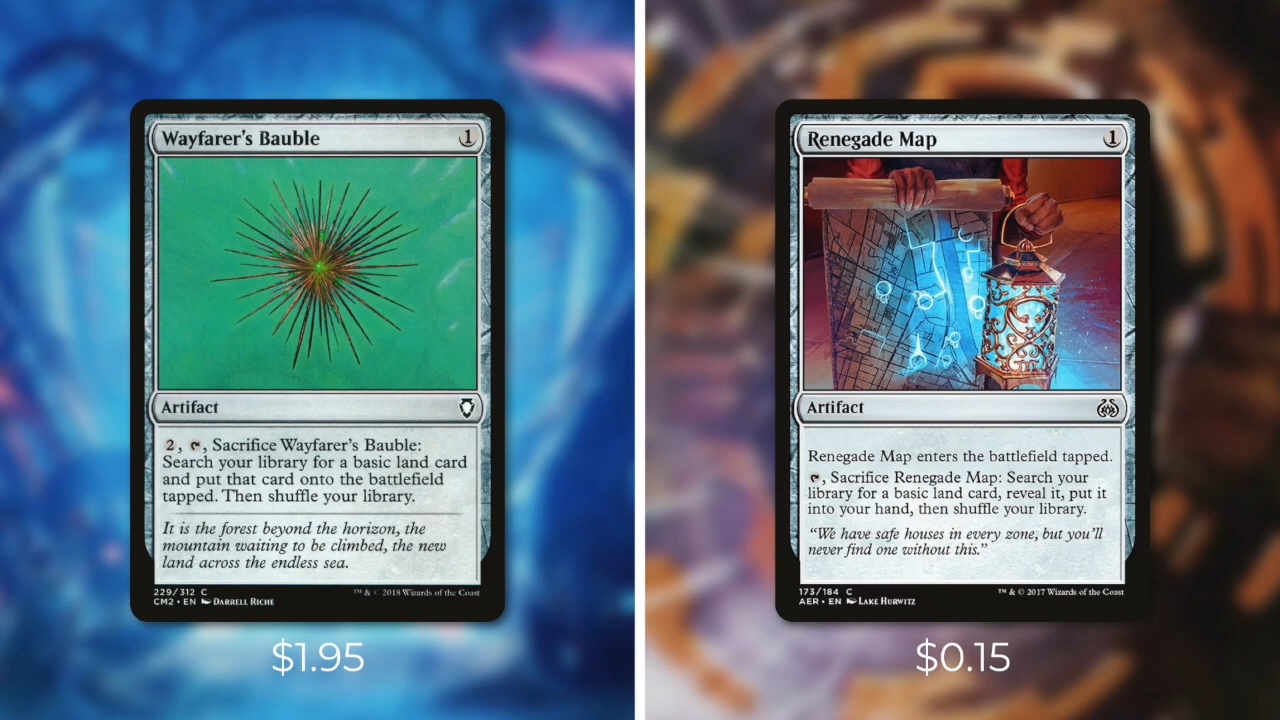 Wayfarer's Bauble 1
Artifact
2, , Sacrifice Wayfarer's Bauble:
Search your library for a basic land card
and put that card onto the battlefield
tapped. Then shuffle your library.
It is the forest beyond the horizon, the
mountain waiting to be climbed, the new
land across the endless sea.
229/312 C
CM2 • EN Darrell Riche
™ & © 2018 Wizards of the Coast
$1.95
Renegade Map 1
Artifact
Renegade Map enters the battlefield tapped.
, Sacrifice Renegade Map: Search your
library for a basic land card, reveal it, put it
into your hand, then shuffle your library.
“We have safe houses in every zone, but you’ll
never find one without this.”
173/184 C
AER • EN Lake Hurwitz
™ & © 2017 Wizards of the Coast
$0.15